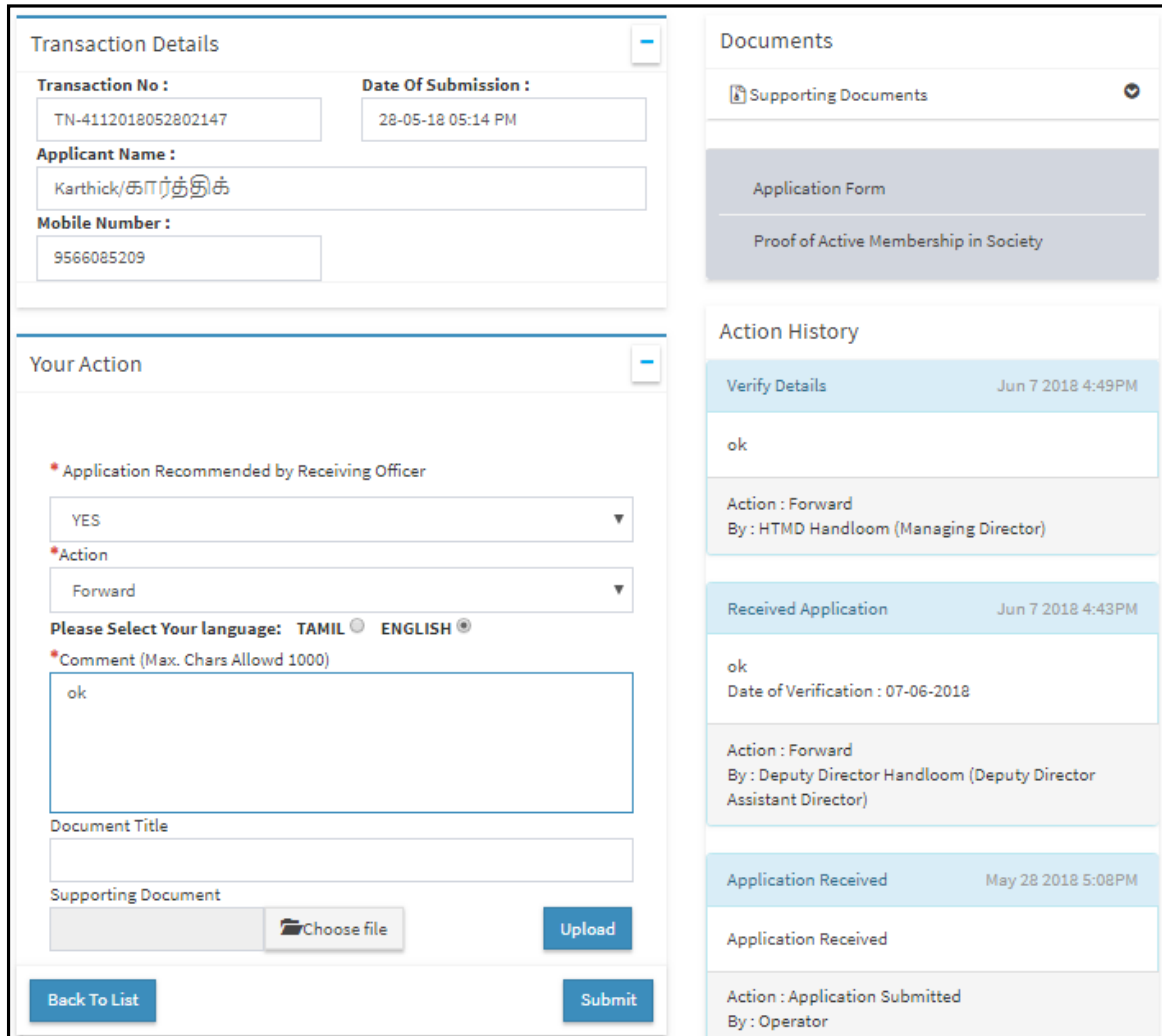 Transaction Details
Transaction No :
Date Of Submission :
TN-4112018052802147
28-05-18 05:14 PM
Applicant Name :
Karthick/கார்த்திக்
Mobile Number :
9566085209
Your Action
* Application Recommended by Receiving Officer
YES
*Action
Forward
Please Select Your language: TAMIL ENGLISH
*Comment (Max. Chars Allowd 1000)
ok
Document Title
Supporting Document
Choose file
Upload
Back To List
Submit
Documents
Supporting Documents
Application Form
Proof of Active Membership in Society
Action History
Verify Details
Jun 7 2018 4:49PM
ok
Action : Forward
By : HTMD Handloom (Managing Director)
Received Application
Jun 7 2018 4:43PM
ok
Date of Verification : 07-06-2018
Action : Forward
By : Deputy Director Handloom (Deputy Director
Assistant Director)
Application Received
May 28 2018 5:08PM
Application Received
Action : Application Submitted
By : Operator